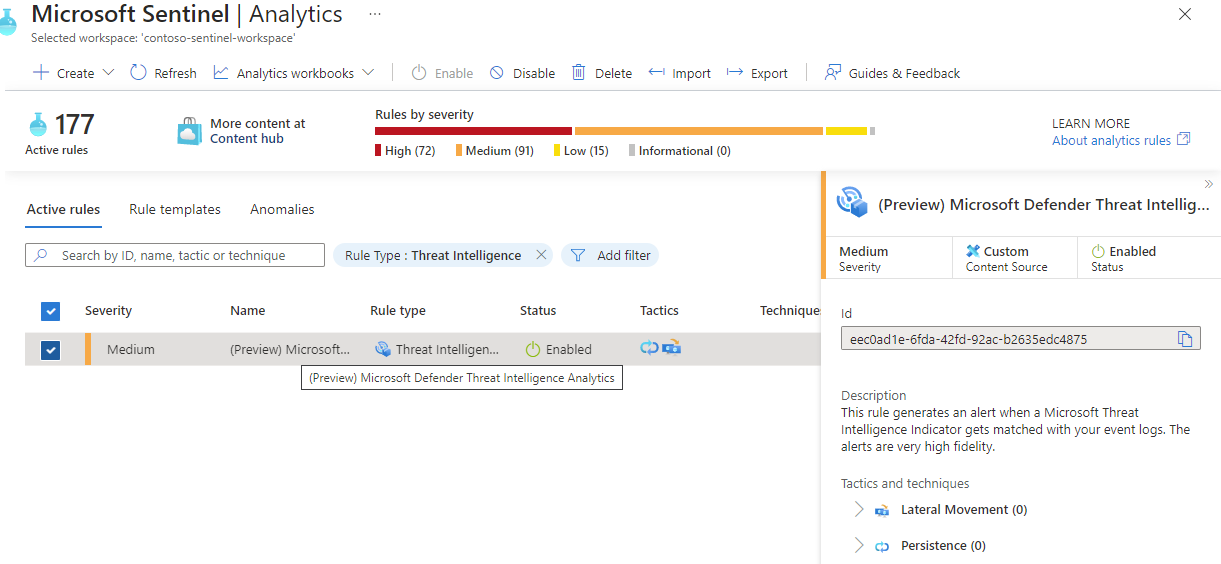 Microsoft Sentinel | Analytics ...
Selected workspace: 'contoso-sentinel-workspace'
Create Refresh Analytics workbooks Enable Disable Delete Import Export Guides & Feedback
177
Active rules
More content at
Content hub
Rules by severity
High (72) Medium (91) Low (15) Informational (0)
LEARN MORE
About analytics rules
Active rules Rule templates Anomalies
Search by ID, name, tactic or technique
Rule Type : Threat Intelligence
Add filter
Severity Name Rule type Status Tactics Techniques
Medium (Preview) Microsoft... Threat Intelligen... Enabled
(Preview) Microsoft Defender Threat Intelligence Analytics
(Preview) Microsoft Defender Threat Intellig...
Medium
Severity
Custom
Content Source
Enabled
Status
Id
eec0ad1e-6fda-42fd-92ac-b2635edc4875
Description
This rule generates an alert when a Microsoft Threat
Intelligence Indicator gets matched with your event logs. The
alerts are very high fidelity.
Tactics and techniques
Lateral Movement (0)
Persistence (0)